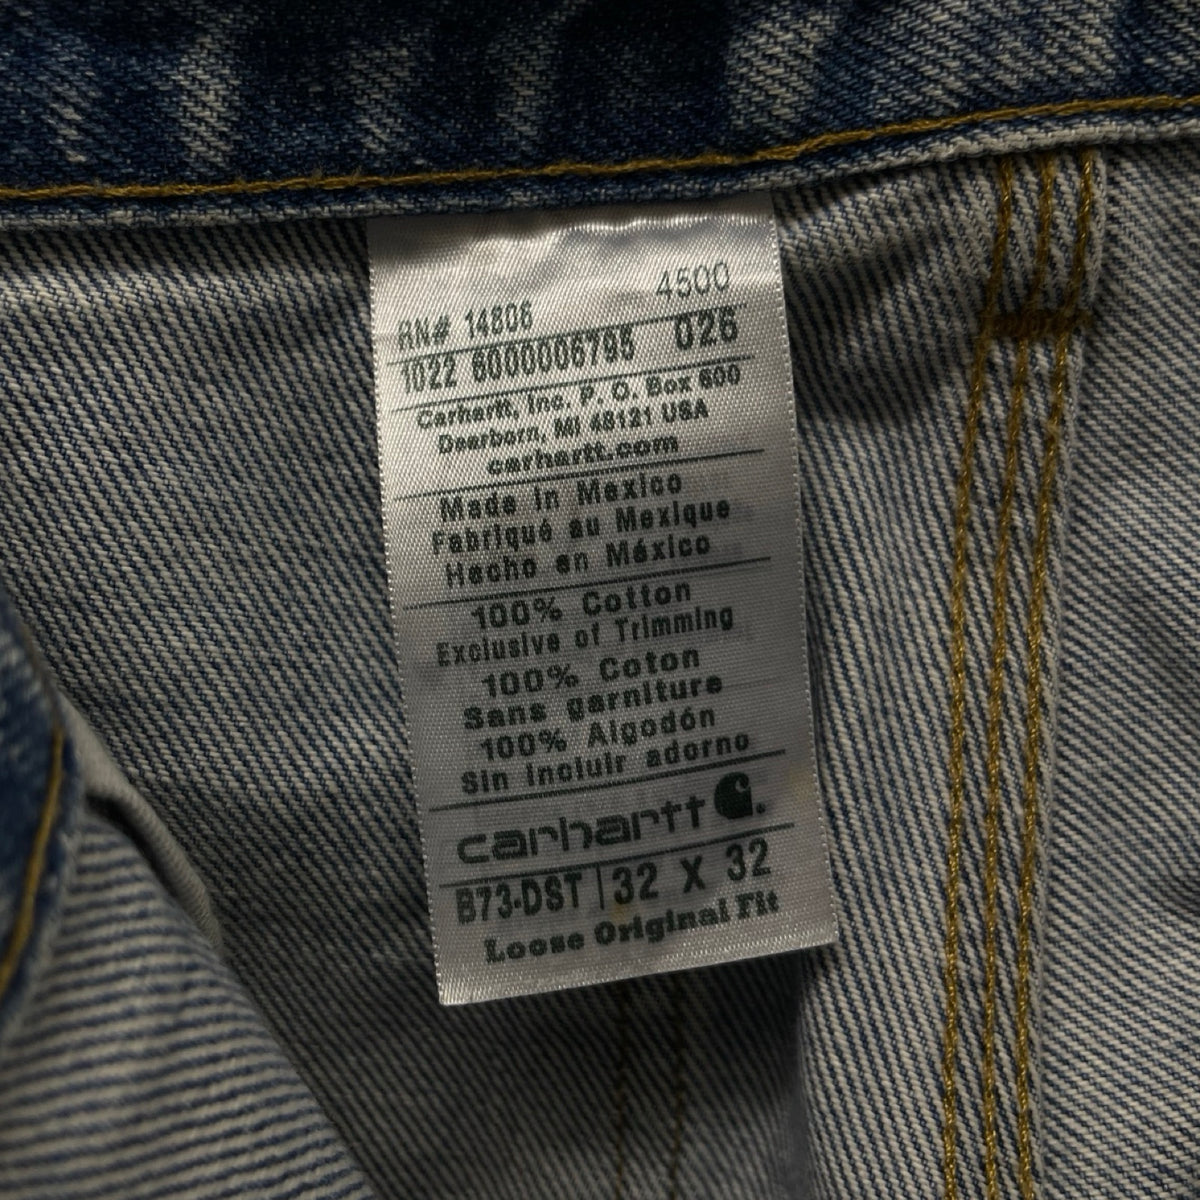 4500
RN# 14806
1022 6000006795 026
Carhartt, Inc. P. O. Box 600
Dearborn, MI 48121 USA
carhartt.com
Made in Mexico
Fabriqué au Mexique
Hecho en México
100% Cotton
Exclusive of Trimming
100% Coton
Sans garniture
100% Algodón
Sin incluir adorno
carhartt
B73-DST | 32 X 32
Loose Original Fit